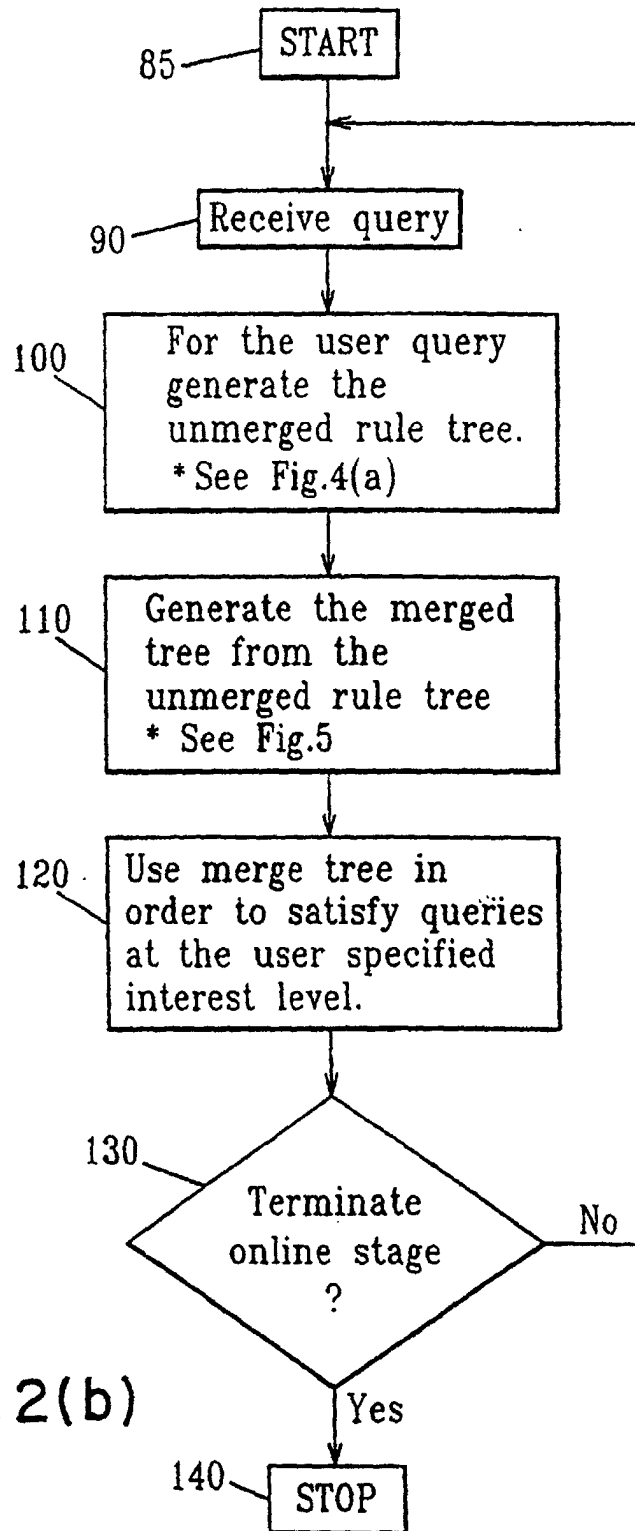 START
85
Receive query
90
100
For the user query
generate the
unmerged rule tree.
* See Fig.4(a)
110
Generate the merged
tree from the
unmerged rule tree
* See Fig.5
120
Use merge tree in
order to satisfy queries
at the user specified
interest level.
130
Terminate
online stage
?
No
Yes
2(b)
140
STOP